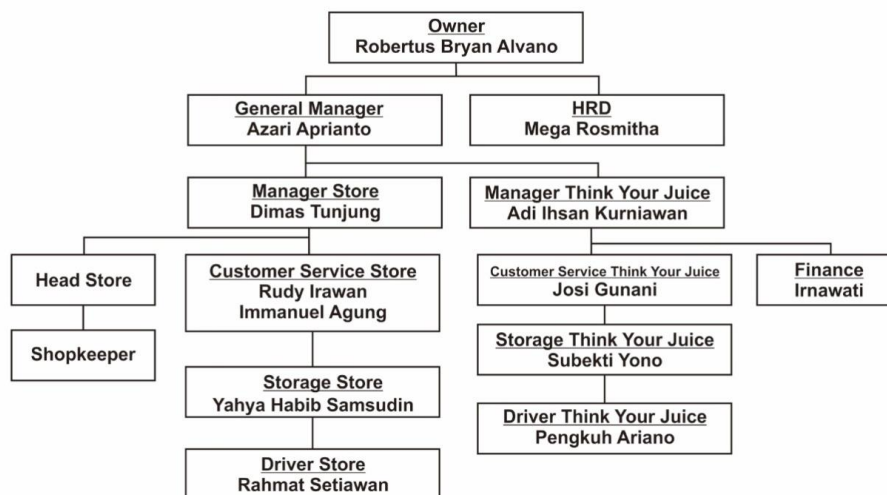 Owner
Robertus Bryan Alvano
General Manager
Azari Aprianto
HRD
Mega Rosmitha
Manager Store
Dimas Tunjung
Manager Think Your Juice
Adi Ihsan Kurniawan
Head Store
Customer Service Store
Rudy Irawan
Immanuel Agung
Customer Service Think Your Juice
Josi Gunani
Finance
Irnawati
Shopkeeper
Storage Think Your Juice
Subekti Yono
Storage Store
Yahya Habib Samsudin
Driver Think Your Juice
Pengkuh Ariano
Driver Store
Rahmat Setiawan